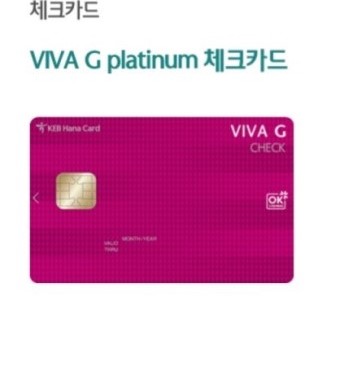 체크카드
VIVA G platinum 체크카드
KEB Hana Card
VIVA G
CHECK
OK
MONTH/YEAR
VALID
THRU